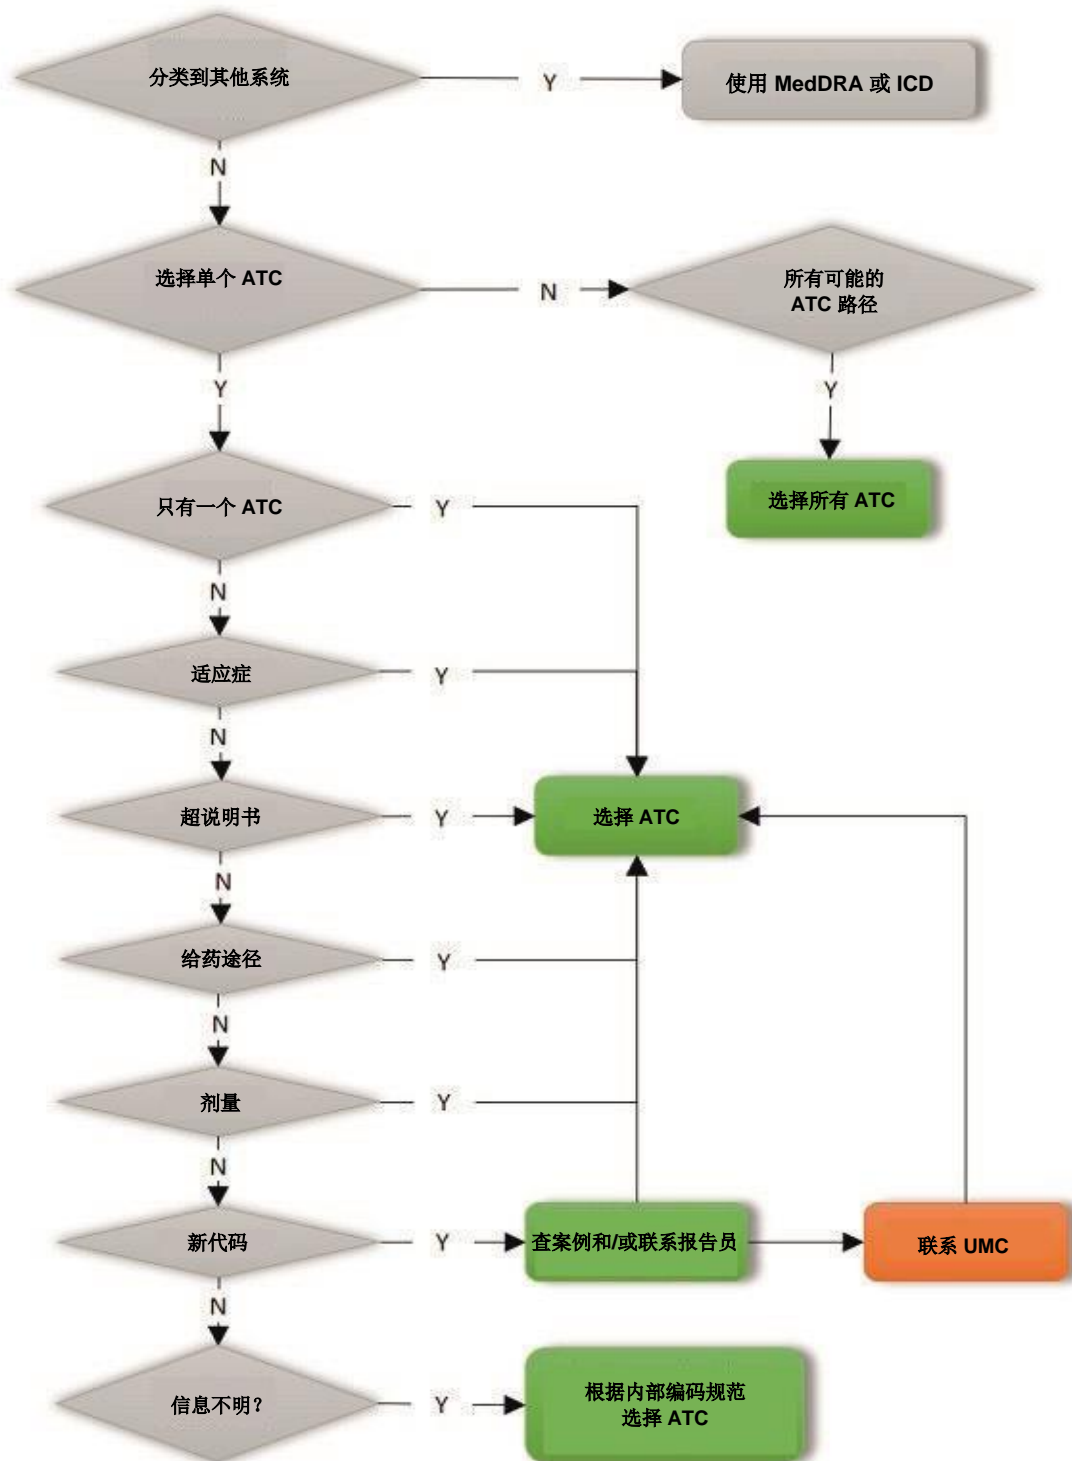 分类到其他系统
Y
使用 MedDRA 或 ICD
N
选择单个 ATC
N
所有可能的
ATC 路径
Y
Y
只有一个 ATC
Y
选择所有 ATC
N
适应症
Y
N
超说明书
Y
选择 ATC
N
给药途径
Y
N
剂量
Y
N
新代码
Y
查案例和/或联系报告员
联系 UMC
N
信息不明?
Y
根据内部编码规范
选择 ATC